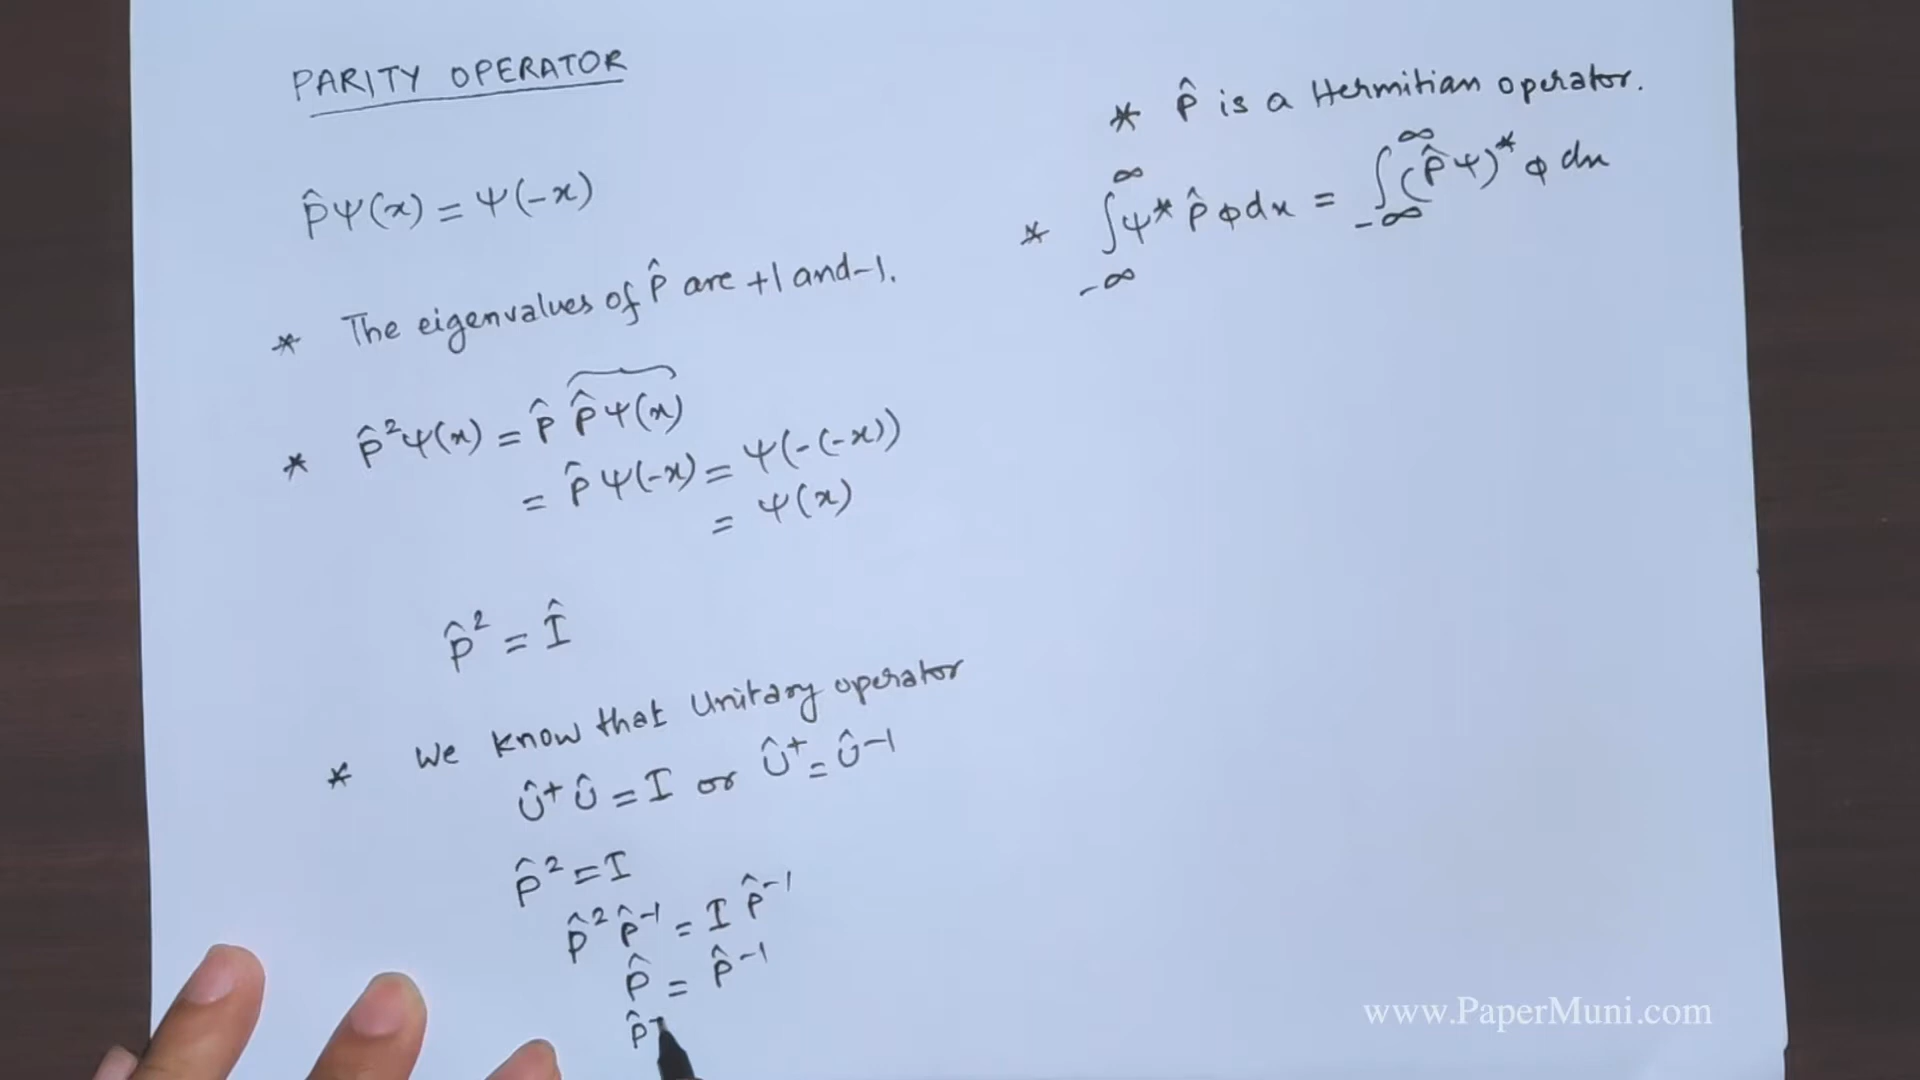 PARITY OPERATOR
P̂Ψ(x) = Ψ(-x)
* The eigenvalues of P̂ are +1 and -1.
* P̂²Ψ(x) = P̂ P̂Ψ(x)
= P̂Ψ(-x) = Ψ(-(-x))
= Ψ(x)
P̂² = Î
* We know that Unitary operator
Û⁺Û = I or Û⁺ = Û⁻¹
P̂² = I
P̂² P̂⁻¹ = I P̂⁻¹
P̂ = P̂⁻¹
P̂
* P̂ is a Hermitian operator.
* ∫_{-∞}^{∞} Ψ* P̂ ϕ dx = ∫_{-∞}^{∞} (P̂Ψ)* ϕ dx
www.PaperMuni.com